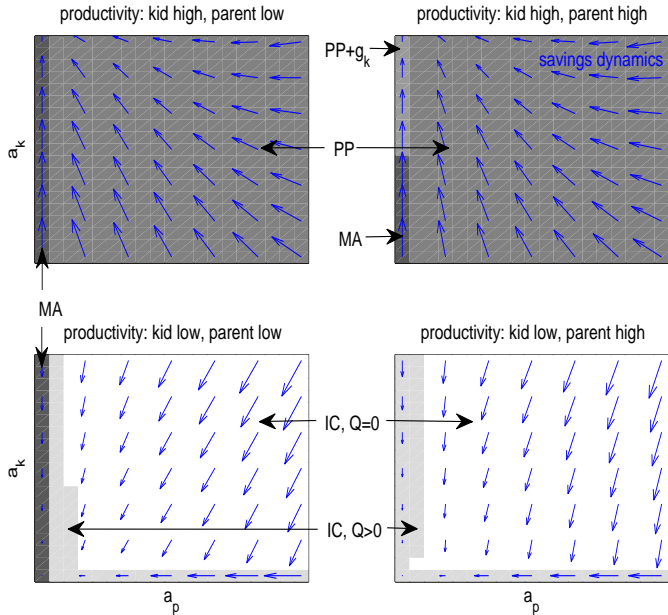 productivity: kid high, parent low
productivity: kid high, parent high
PP+g_k
savings dynamics
a_k
PP
MA
MA
productivity: kid low, parent low
productivity: kid low, parent high
IC, Q=0
a_k
IC, Q>0
a_p
a_p